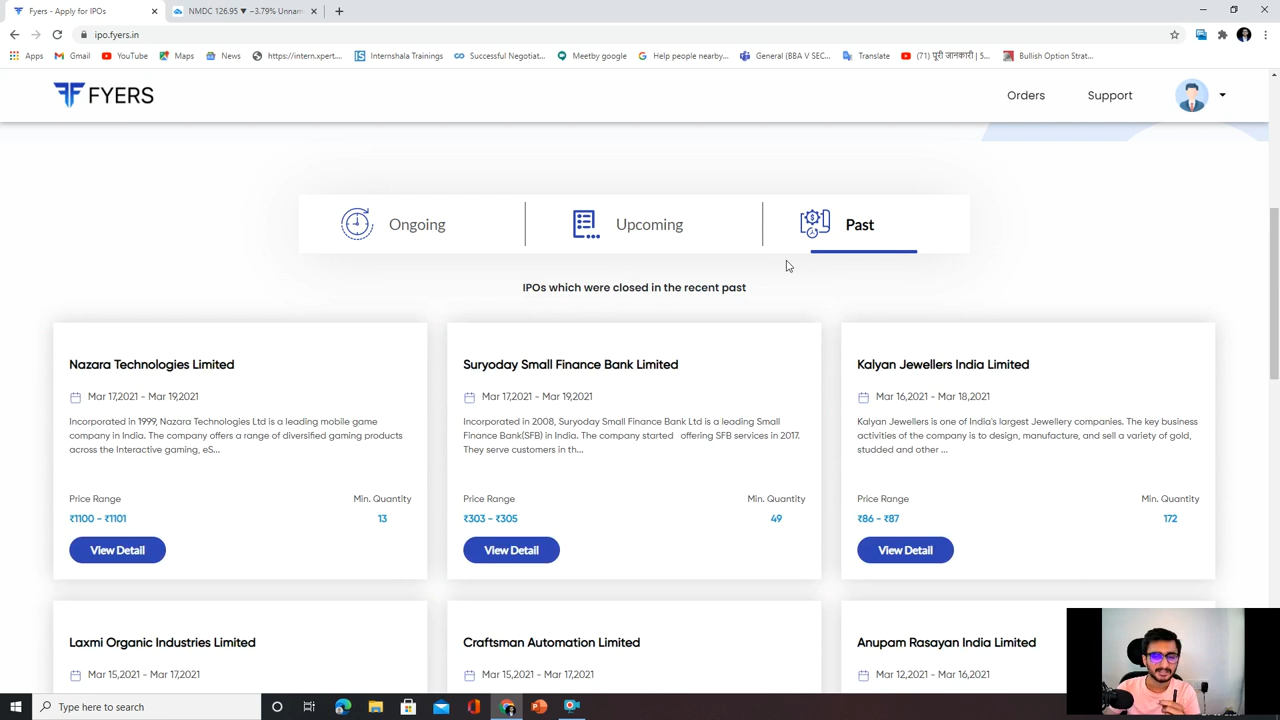 Fyers - Apply for IPOs
NMDC 126.95 ▼ −3.79% Unnam
ipo.fyers.in
Apps
Gmail
YouTube
Maps
News
https://intern.xpert....
Internshala Trainings
Successful Negotiat...
Meetby google
Help people nearby...
General (BBA V SEC...
Translate
(71) पूरी जानकारी | S...
Bullish Option Strat...
FYERS
Orders
Support
Ongoing
Upcoming
Past
IPOs which were closed in the recent past
Nazara Technologies Limited
Mar 17,2021 - Mar 19,2021
Incorporated in 1999, Nazara Technologies Ltd is a leading mobile game
company in India. The company offers a range of diversified gaming products
across the Interactive gaming, eS...
Price Range
Min. Quantity
₹1100 - ₹1101
13
View Detail
Suryoday Small Finance Bank Limited
Mar 17,2021 - Mar 19,2021
Incorporated in 2008, Suryoday Small Finance Bank Ltd is a leading Small
Finance Bank(SFB) in India. The company started offering SFB services in 2017.
They serve customers in th...
Price Range
Min. Quantity
₹303 - ₹305
49
View Detail
Kalyan Jewellers India Limited
Mar 16,2021 - Mar 18,2021
Kalyan Jewellers is one of India's largest Jewellery companies. The key business
activities of the company is to design, manufacture, and sell a variety of gold,
studded and other ...
Price Range
Min. Quantity
₹86 - ₹87
172
View Detail
Laxmi Organic Industries Limited
Mar 15,2021 - Mar 17,2021
Craftsman Automation Limited
Mar 15,2021 - Mar 17,2021
Anupam Rasayan India Limited
Mar 12,2021 - Mar 16,2021
Type here to search